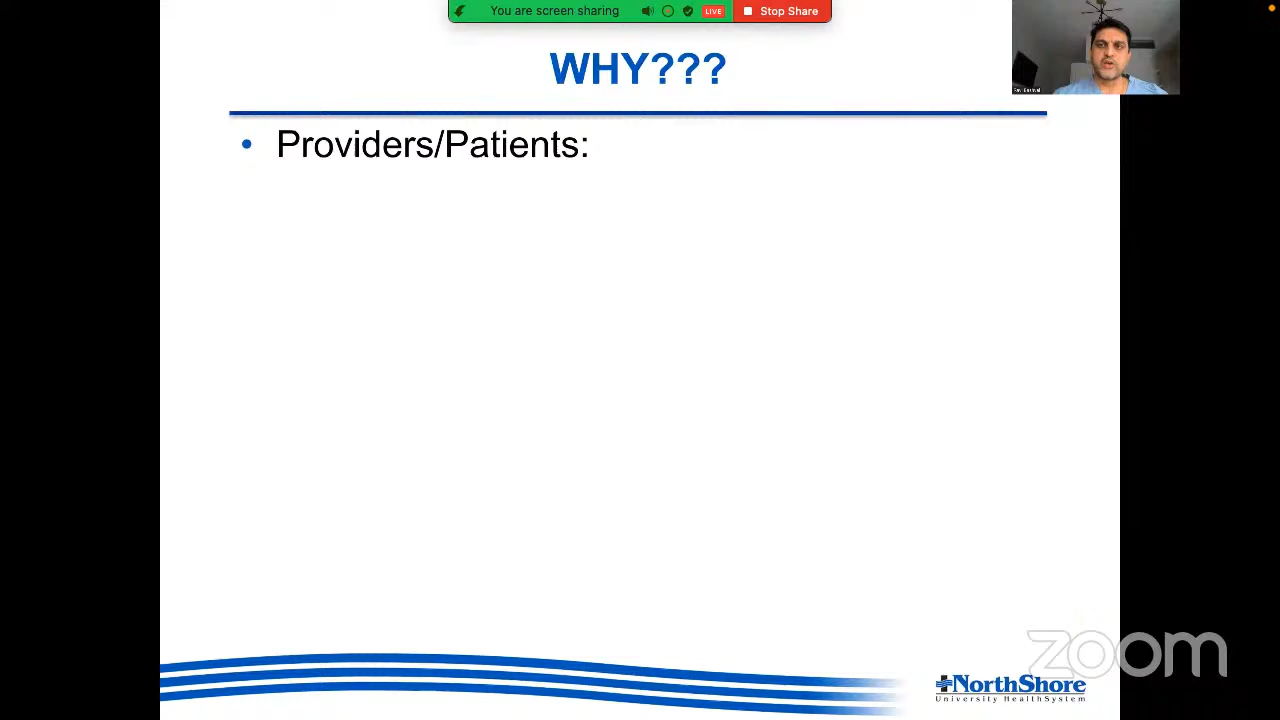 You are screen sharing
LIVE
Stop Share
WHY???
• Providers/Patients:
zoom
NorthShore
University HealthSystem